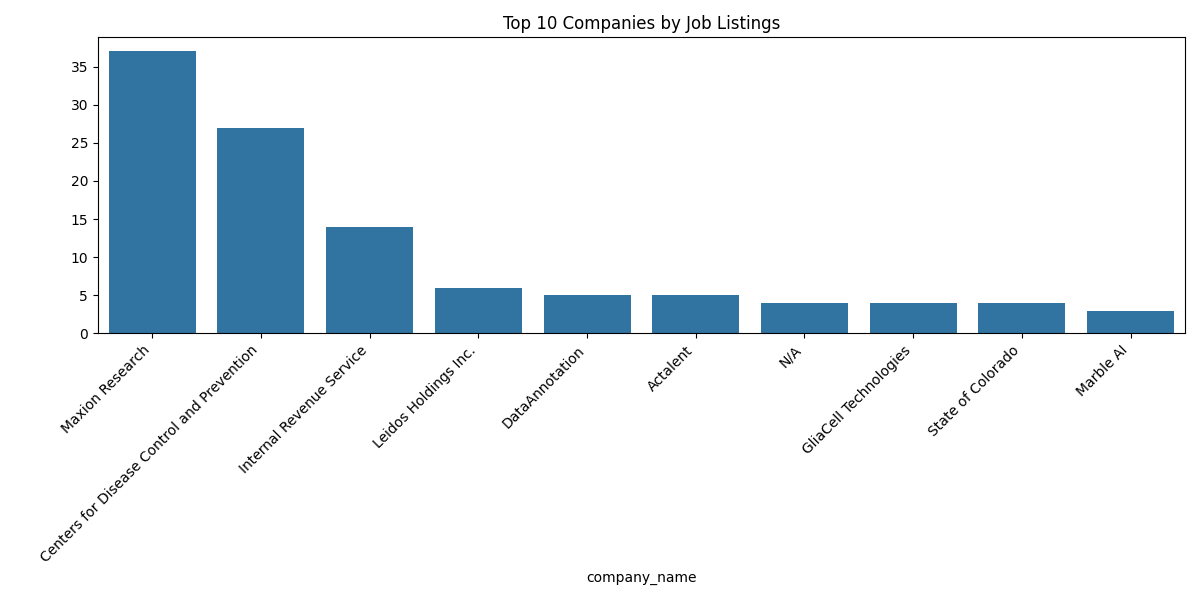 Top 10 Companies by Job Listings
35
30
25
20
15
10
5
0
Maxion Research
Centers for Disease Control and Prevention
Internal Revenue Service
Leidos Holdings Inc.
DataAnnotation
Actalent
N/A
GliaCell Technologies
State of Colorado
Marble AI
company_name